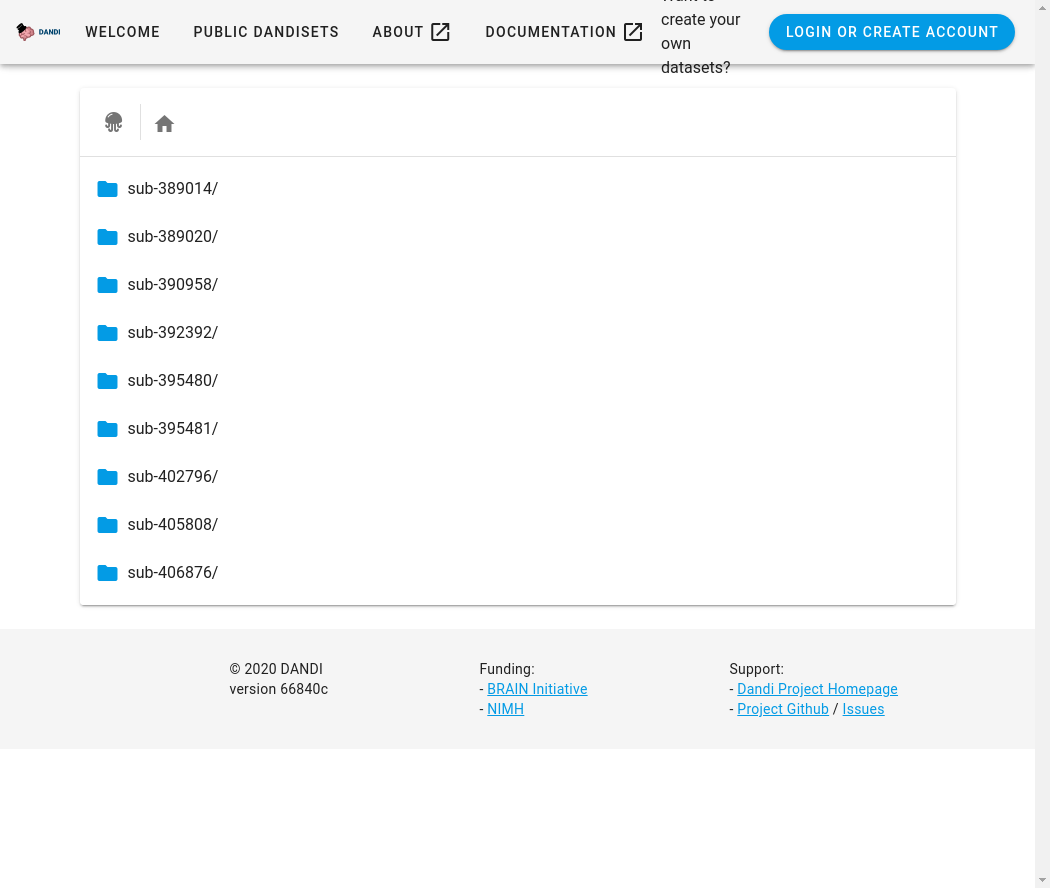 DANDI
WELCOME
PUBLIC DANDISETS
ABOUT
DOCUMENTATION
create your
own
datasets?
LOGIN OR CREATE ACCOUNT
sub-389014/
sub-389020/
sub-390958/
sub-392392/
sub-395480/
sub-395481/
sub-402796/
sub-405808/
sub-406876/
© 2020 DANDI
version 66840c
Funding:
- BRAIN Initiative
- NIMH
Support:
- Dandi Project Homepage
- Project Github / Issues